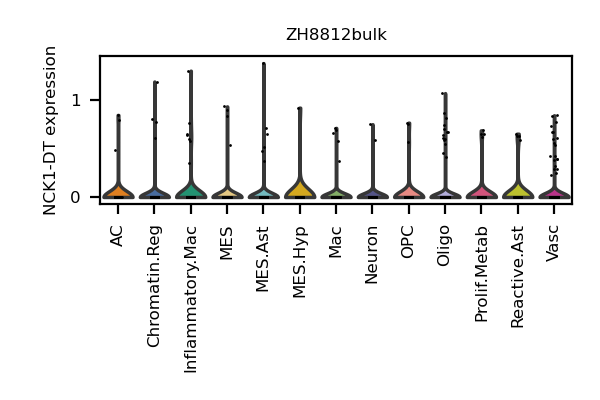 ZH8812bulk
NCK1-DT expression
1
0
AC
Chromatin.Reg
Inflammatory.Mac
MES
MES.Ast
MES.Hyp
Mac
Neuron
OPC
Oligo
Prolif.Metab
Reactive.Ast
Vasc